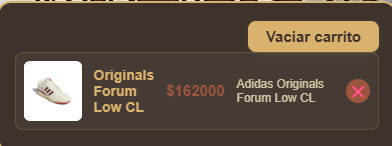 Vaciar carrito
Originals
Forum
Low CL
$162000
Adidas Originals
Forum Low CL